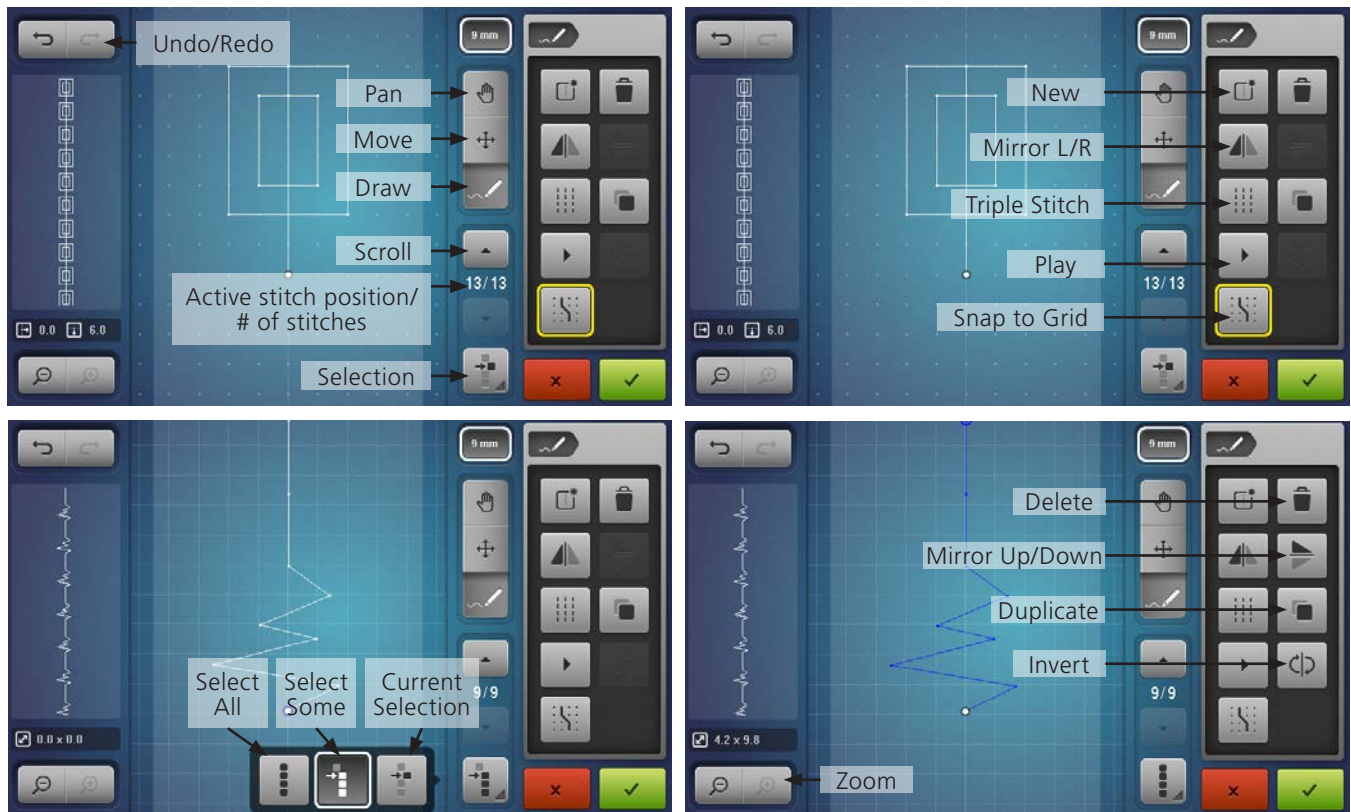 Undo/Redo
9 mm
Pan
Move
Draw
Scroll
13/13
Active stitch position/
# of stitches
Selection
0.0 6.0
9 mm
New
Mirror L/R
Triple Stitch
Play
13/13
Snap to Grid
0.0 6.0
9 mm
Select
All
Select
Some
Current
Selection
9/9
0.0 x 0.0
9 mm
Delete
Mirror Up/Down
Duplicate
Invert
9/9
4.2 x 9.8
Zoom